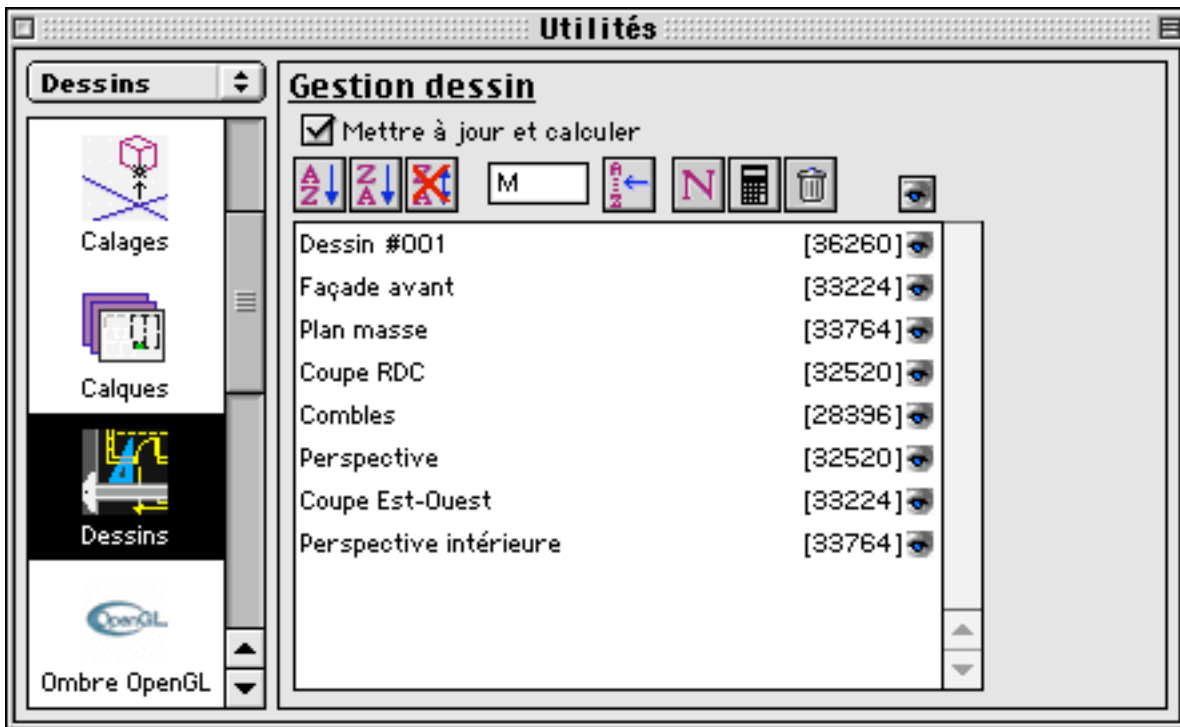 Utilités
Dessins
Calages
Calques
Dessins
OpenGL
Ombre OpenGL
Gestion dessin
Mettre à jour et calculer
A Z
Z A
Z A
M
A Z
N
Dessin #001 [36260]
Façade avant [33224]
Plan masse [33764]
Coupe RDC [32520]
Combles [28396]
Perspective [32520]
Coupe Est-Ouest [33224]
Perspective intérieure [33764]